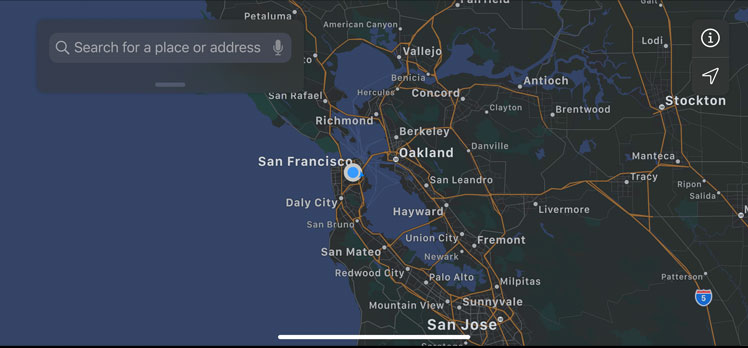 Fairfield
Petaluma
Galt
American Canyon
Search for a place or address
Lodi
Vallejo
Benicia
Antioch
Hercules
Concord
San Rafael
Stockton
Clayton
Brentwood
Richmond
Berkeley
Danville
Oakland
San Francisco
Manteca
San Leandro
Tracy
Ripon
Salida
Daly City
Hayward
Livermore
San Bruno
Union City
Fremont
San Mateo
Newark
Redwood City
Palo Alto
Patterson
Milpitas
5
Mountain View
Sunnyvale
San Jose
Saratoga